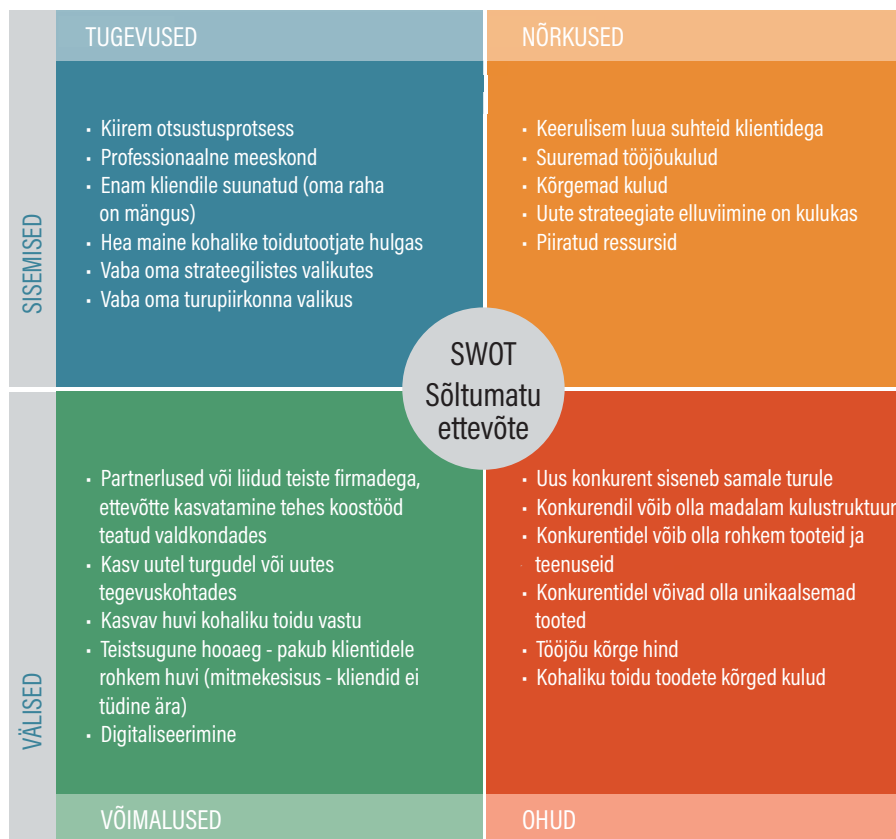 TUGEVUSED
· Kiirem otsustusprotsess
· Professionaalne meeskond
· Enam kliendile suunatud (oma raha
on mängus)
· Hea maine kohalike toidutootjate hulgas
· Vaba oma strateegilistes valikutes
· Vaba oma turupiirkonna valikus
NÕRKUSED
· Keerulisem luua suhteid klientidega
· Suuremad tööjõukulud
· Kõrgemad kulud
· Uute strateegiate elluviimine on kulukas
· Piiratud ressursid
SISEMISED
SWOT
Sõltumatu
ettevõte
· Partnerlused või liidud teiste firmadega,
ettevõtte kasvatamine tehes koostööd
teatud valdkondades
· Kasv uutel turgudel või uutes
tegevuskohtades
· Kasvav huvi kohaliku toidu vastu
· Teistsugune hooaeg - pakub klientidele
rohkem huvi (mitmekesisus - kliendid ei
tüdine ära)
· Digitaliseerimine
VÕIMALUSED
· Uus konkurent siseneb samale turule
· Konkurendil võib olla madalam kulustruktuur
· Konkurentidel võib olla rohkem tooteid ja
teenuseid
· Konkurentidel võivad olla unikaalsemad
tooted
· Tööjõu kõrge hind
· Kohaliku toidu toodete kõrged kulud
OHUD
VÄLISED